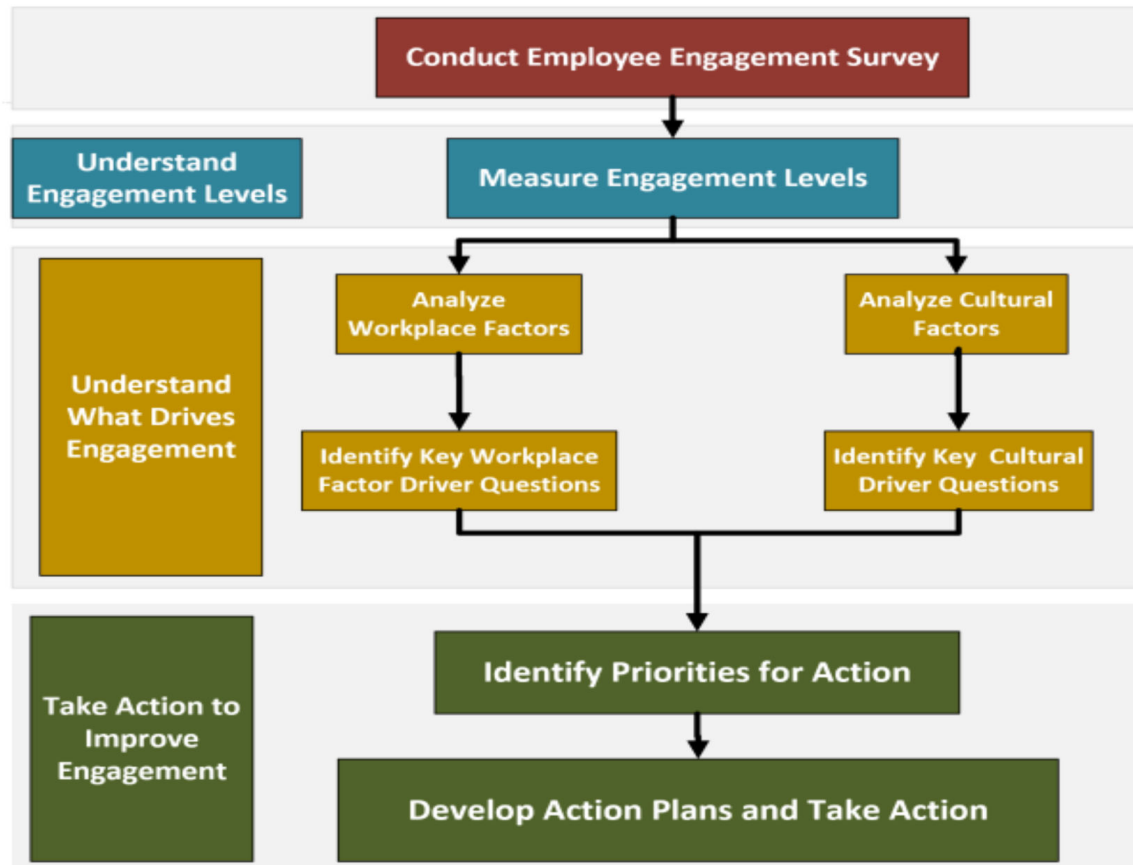 Conduct Employee Engagement Survey
Understand
Engagement Levels
Measure Engagement Levels
Understand
What Drives
Engagement
Analyze
Workplace Factors
Analyze Cultural
Factors
Identify Key Workplace
Factor Driver Questions
Identify Key Cultural
Driver Questions
Take Action to
Improve
Engagement
Identify Priorities for Action
Develop Action Plans and Take Action